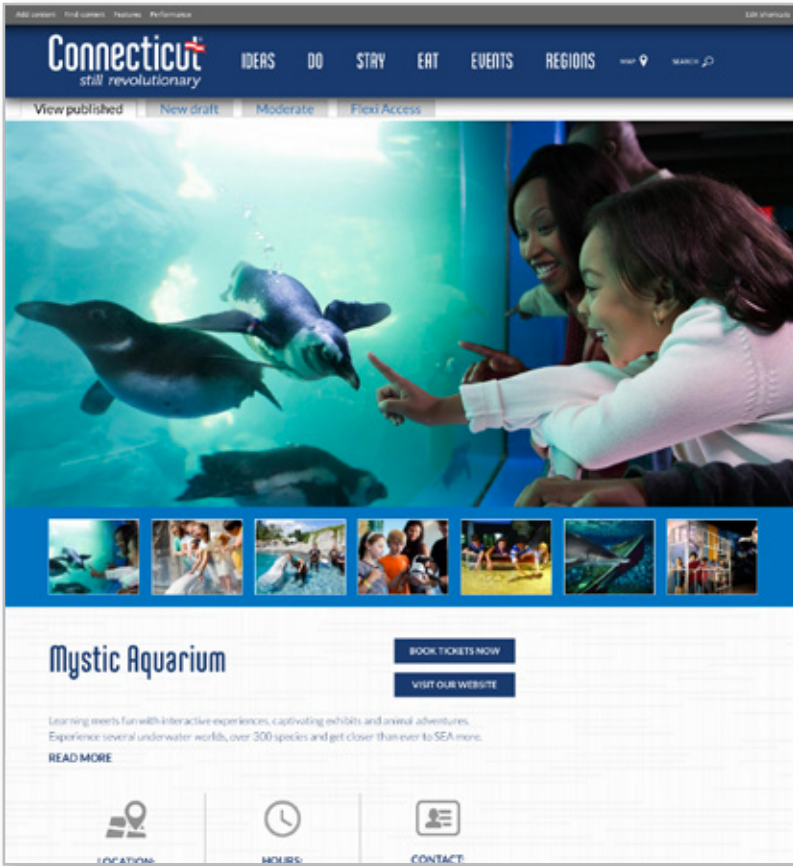 Add content Find content Features Performance Edit shortcuts
Connecticut
still revolutionary
IDEAS DO STAY EAT EVENTS REGIONS MAP SEARCH
View published New draft Moderate Flexi Access
Mystic Aquarium
BOOK TICKETS NOW
VISIT OUR WEBSITE
Learning meets fun with interactive experiences, captivating exhibits and animal adventures.
Experience several underwater worlds, over 300 species and get closer than ever to SEA more.
READ MORE
LOCATION: HOURS: CONTACT: